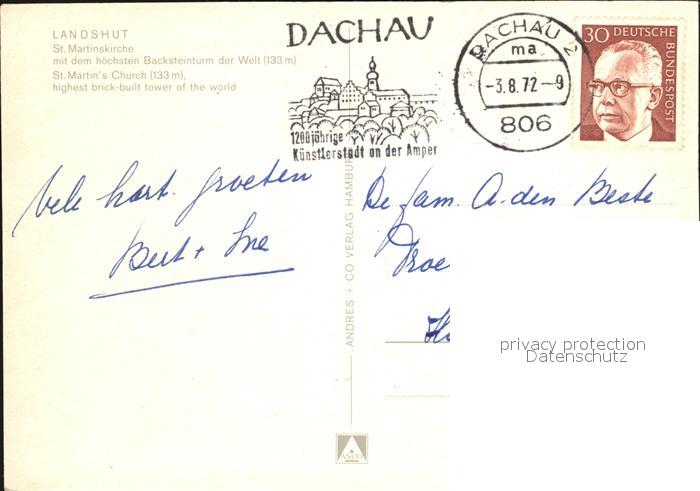 LANDSHUT
St. Martinskirche
mit dem höchsten Backsteinturm der Welt (133 m)
St. Martin's Church (133 m),
highest brick-built tower of the world
DACHAU
1200 jährige
Künstlerstadt an der Amper
DACHAU 2
ma
-3.8.72--9
806
30 DEUTSCHE
BUNDESPOST
Vele hart. groeten
Bert + Ine
ANDRES + CO VERLAG HAMBURG
De fam. A. den Beste
privacy protection
Datenschutz
ANCO